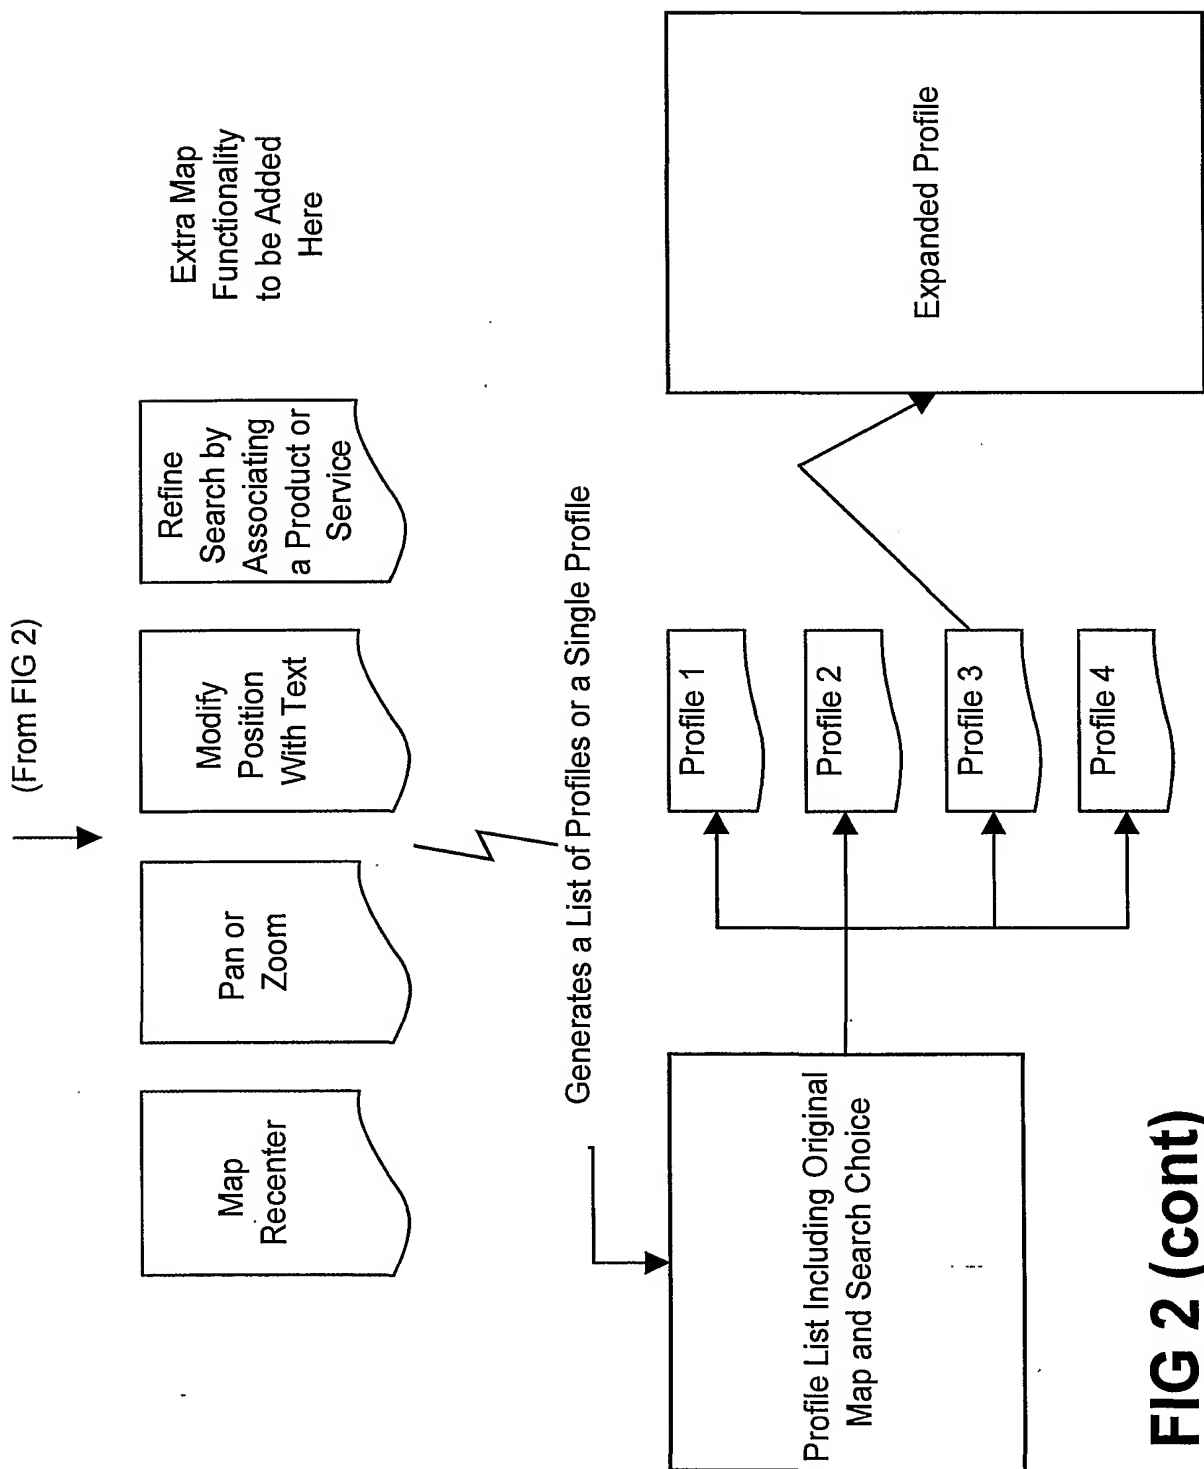 (From FIG 2)
Map
Recenter
Pan or
Zoom
Modify
Position
With Text
Refine
Search by
Associating
a Product or
Service
Extra Map
Functionality
to be Added
Here
Generates a List of Profiles or a Single Profile
Profile List Including Original
Map and Search Choice
Profile 1
Profile 2
Profile 3
Profile 4
Expanded Profile
FIG 2 (cont)